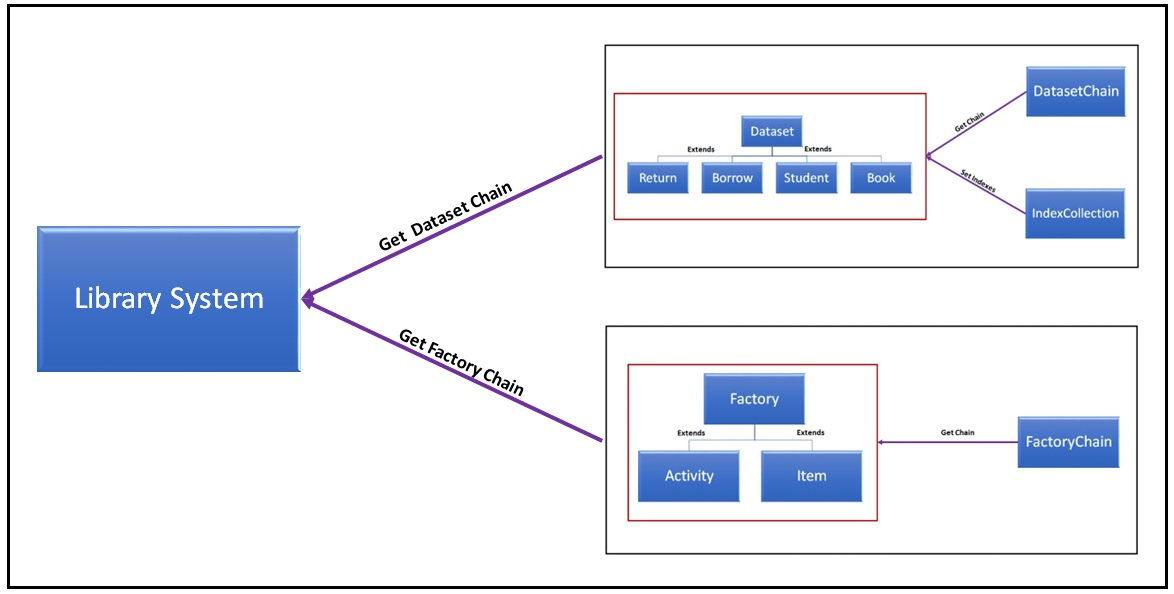 Library System
Get  Dataset Chain
Get Factory Chain
Dataset
Extends
Extends
Return
Borrow
Student
Book
Get Chain
Set Indexes
DatasetChain
IndexCollection
Factory
Extends
Extends
Activity
Item
Get Chain
FactoryChain